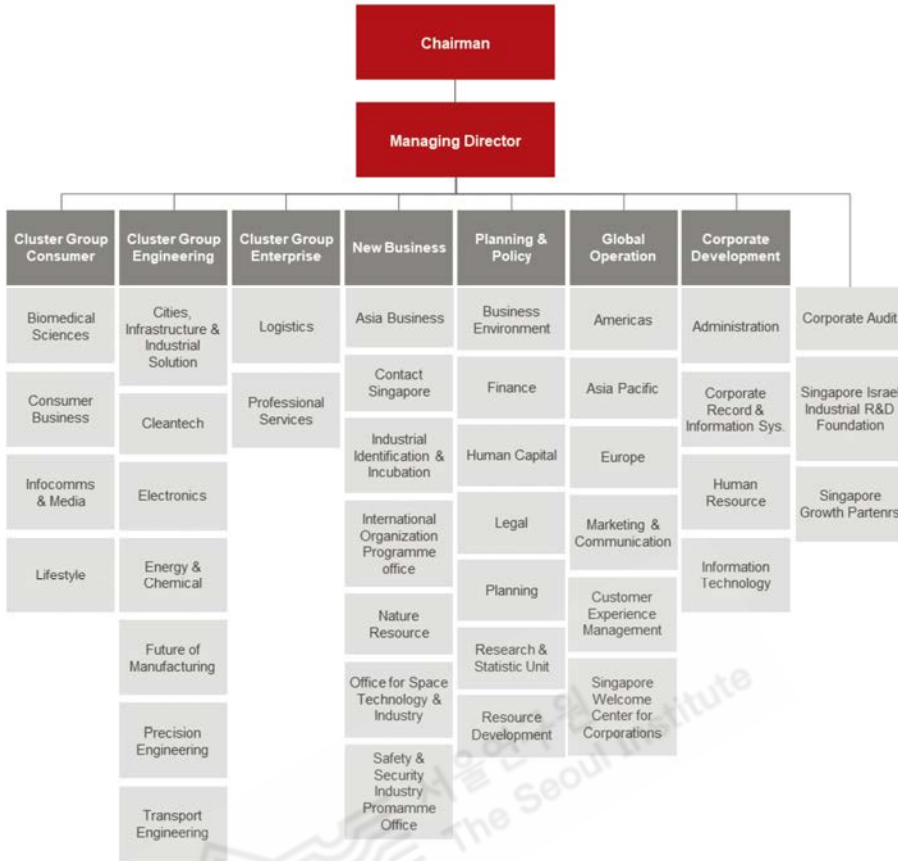 Chairman
Managing Director
Cluster Group
Consumer
Cluster Group
Engineering
Cluster Group
Enterprise
New Business
Planning &
Policy
Global
Operation
Corporate
Development
Biomedical
Sciences
Consumer
Business
Infocomms
& Media
Lifestyle
Cities,
Infrastructure &
Industrial
Solution
Cleantech
Electronics
Energy &
Chemical
Future of
Manufacturing
Precision
Engineering
Transport
Engineering
Logistics
Professional
Services
Asia Business
Contact
Singapore
Industrial
Identification &
Incubation
International
Organization
Programme
office
Nature
Resource
Office for Space
Technology &
Industry
Safety &
Security
Industry
Promamme
Office
Business
Environment
Finance
Human Capital
Legal
Planning
Research &
Statistic Unit
Resource
Development
Americas
Asia Pacific
Europe
Marketing &
Communication
Customer
Experience
Management
Singapore
Welcome
Center for
Corporations
Administration
Corporate
Record &
Information Sys.
Human
Resource
Information
Technology
Corporate Audit
Singapore Israel
Industrial R&D
Foundation
Singapore
Growth Partenrs
서울연구원
The Seoul Institute